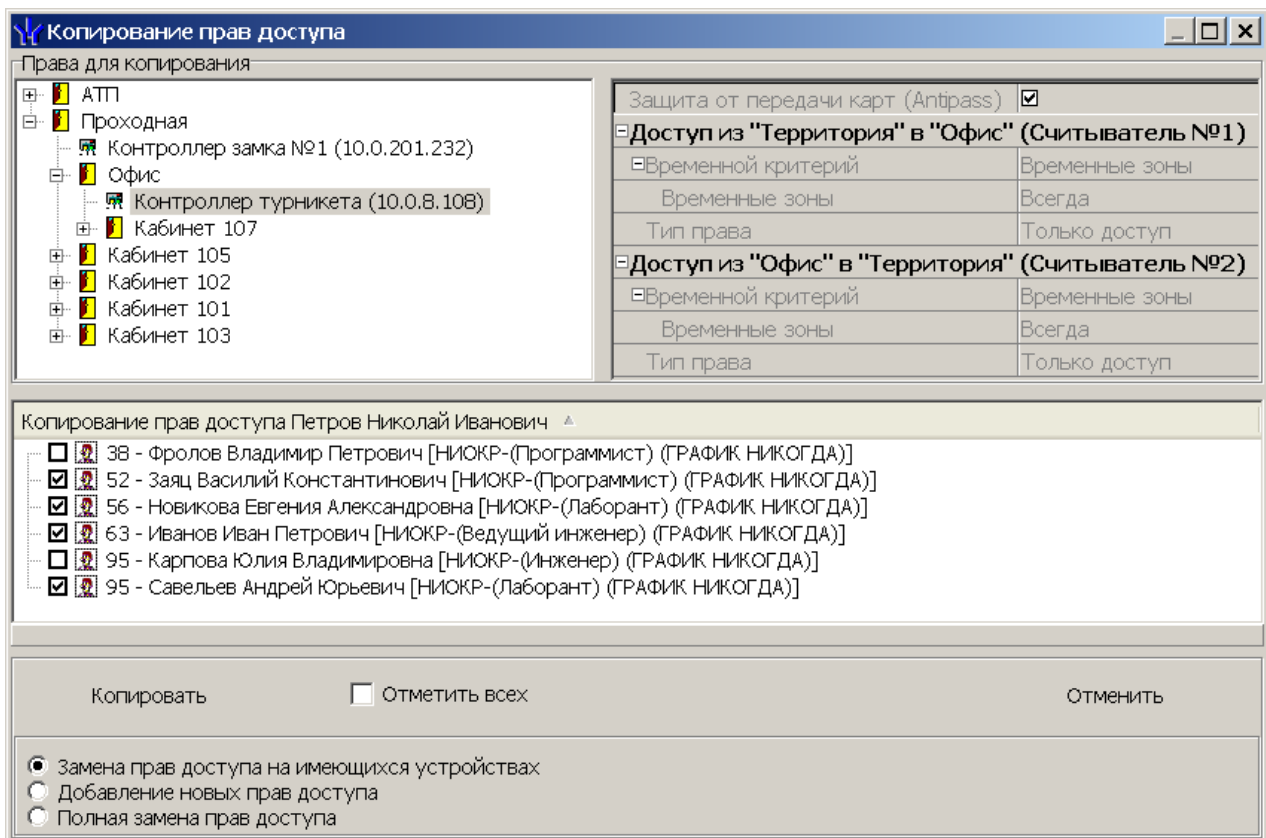 Копирование прав доступа
Права для копирования
АТП
Проходная
Контроллер замка №1 (10.0.201.232)
Офис
Контроллер турникета (10.0.8.108)
Кабинет 107
Кабинет 105
Кабинет 102
Кабинет 101
Кабинет 103
Защита от передачи карт (Antipass)
Доступ из "Территория" в "Офис" (Считыватель №1)
Временной критерий Временные зоны
Временные зоны Всегда
Тип права Только доступ
Доступ из "Офис" в "Территория" (Считыватель №2)
Временной критерий Временные зоны
Временные зоны Всегда
Тип права Только доступ
Копирование прав доступа Петров Николай Иванович
38 - Фролов Владимир Петрович [НИОКР-(Программист) (ГРАФИК НИКОГДА)]
52 - Заяц Василий Константинович [НИОКР-(Программист) (ГРАФИК НИКОГДА)]
56 - Новикова Евгения Александровна [НИОКР-(Лаборант) (ГРАФИК НИКОГДА)]
63 - Иванов Иван Петрович [НИОКР-(Ведущий инженер) (ГРАФИК НИКОГДА)]
95 - Карпова Юлия Владимировна [НИОКР-(Инженер) (ГРАФИК НИКОГДА)]
95 - Савельев Андрей Юрьевич [НИОКР-(Лаборант) (ГРАФИК НИКОГДА)]
Копировать Отметить всех Отменить
Замена прав доступа на имеющихся устройствах
Добавление новых прав доступа
Полная замена прав доступа